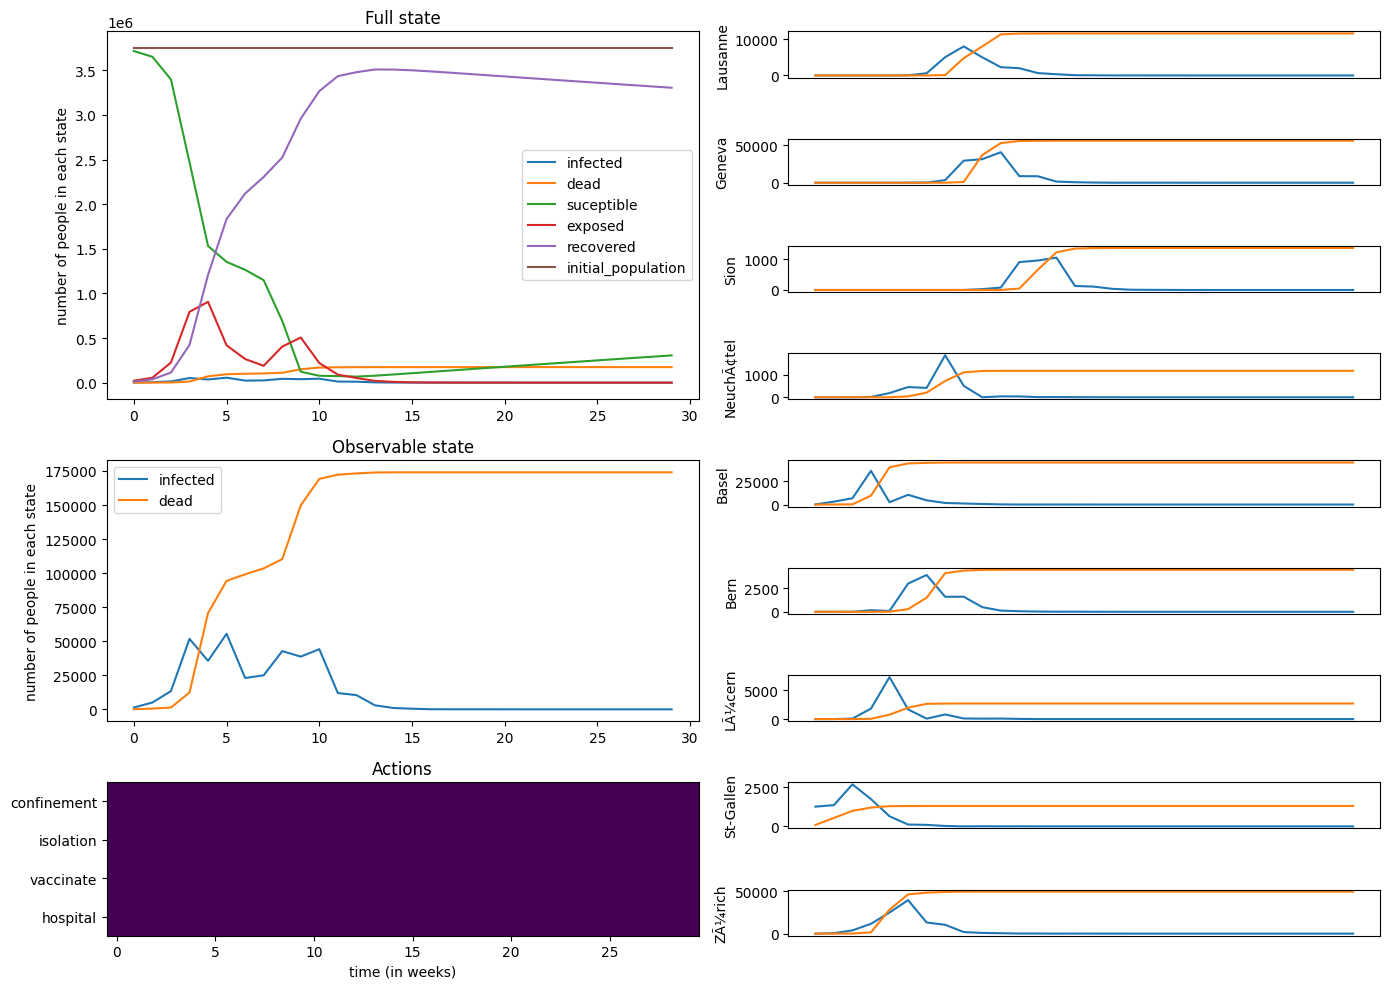 Full state
1e6
number of people in each state
3.5
3.0
2.5
2.0
1.5
1.0
0.5
0.0
infected
dead
suceptible
exposed
recovered
initial_population
0
5
10
15
20
25
30
Observable state
number of people in each state
175000
150000
125000
100000
75000
50000
25000
0
infected
dead
0
5
10
15
20
25
30
Actions
confinement
isolation
vaccinate
hospital
0
5
10
15
20
25
time (in weeks)
Lausanne
10000
0
Geneva
50000
0
Sion
1000
0
NeuchÃ¢tel
1000
0
Basel
25000
0
Bern
2500
0
LÃ¼cern
5000
0
St-Gallen
2500
0
ZÃ¼rich
50000
0